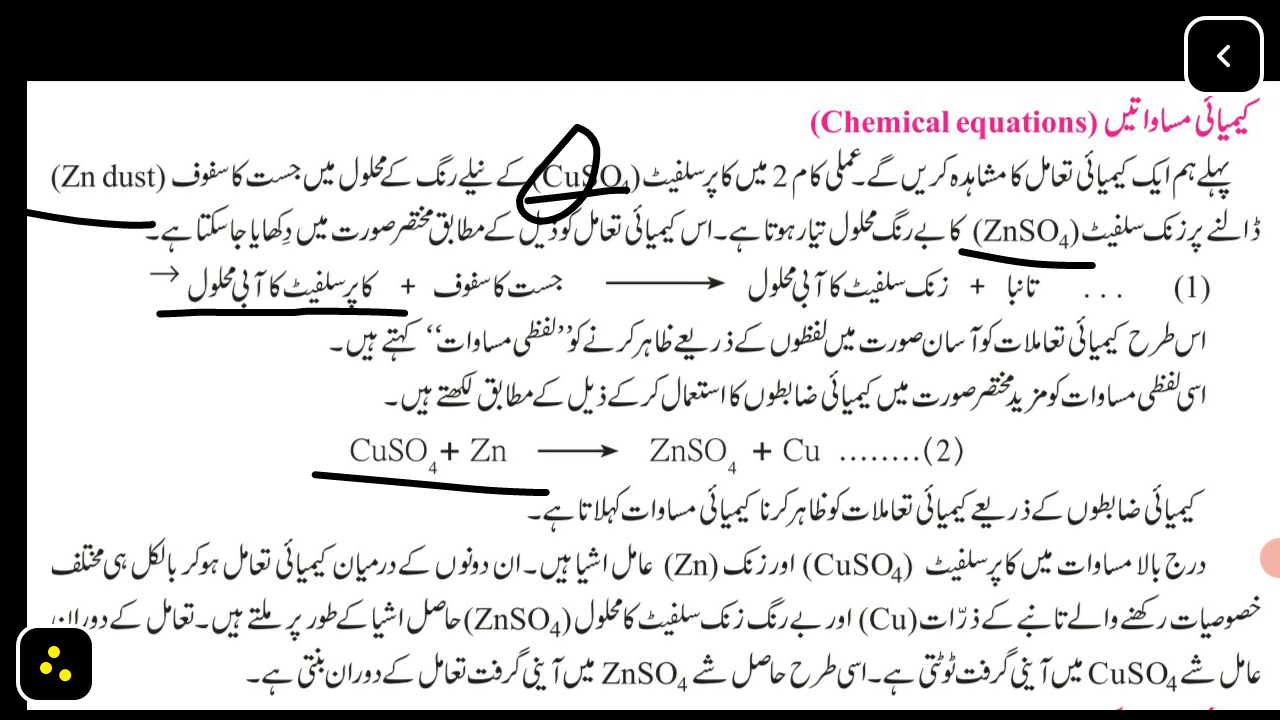 کیمیائی مساواتیں (Chemical equations)
پہلے ہم ایک کیمیائی تعامل کا مشاہدہ کریں گے۔ عملی کام 2 میں کاپر سلفیٹ (CuSO₄) کے نیلے رنگ کے محلول میں جست کا سفوف (Zn dust)
ڈالنے پر زنک سلفیٹ (ZnSO₄) کا بے رنگ محلول تیار ہوتا ہے۔ اس کیمیائی تعامل کو ذیل کے مطابق مختصر صورت میں دِکھایا جا سکتا ہے۔
→ کاپر سلفیٹ کا آبی محلول + جست کا سفوف ⟶ زنک سلفیٹ کا آبی محلول + تانبا . . . (1)
اس طرح کیمیائی تعاملات کو آسان صورت میں لفظوں کے ذریعے ظاہر کرنے کو ’’لفظی مساوات‘‘ کہتے ہیں۔
اسی لفظی مساوات کو مزید مختصر صورت میں کیمیائی ضابطوں کا استعمال کر کے ذیل کے مطابق لکھتے ہیں۔
CuSO₄ + Zn ⟶ ZnSO₄ + Cu ........(2)
کیمیائی ضابطوں کے ذریعے کیمیائی تعاملات کو ظاہر کرنا کیمیائی مساوات کہلاتا ہے۔
درج بالا مساوات میں کاپر سلفیٹ (CuSO₄) اور زنک (Zn) عامل اشیا ہیں۔ ان دونوں کے درمیان کیمیائی تعامل ہو کر بالکل ہی مختلف
خصوصیات رکھنے والے تانبے کے ذرّات (Cu) اور بے رنگ زنک سلفیٹ کا محلول (ZnSO₄) حاصل اشیا کے طور پر ملتے ہیں۔ تعامل کے دوران
عامل شے CuSO₄ میں آینی گرفت ٹوٹتی ہے۔ اسی طرح حاصل شے ZnSO₄ میں آینی گرفت تعامل کے دوران بنتی ہے۔